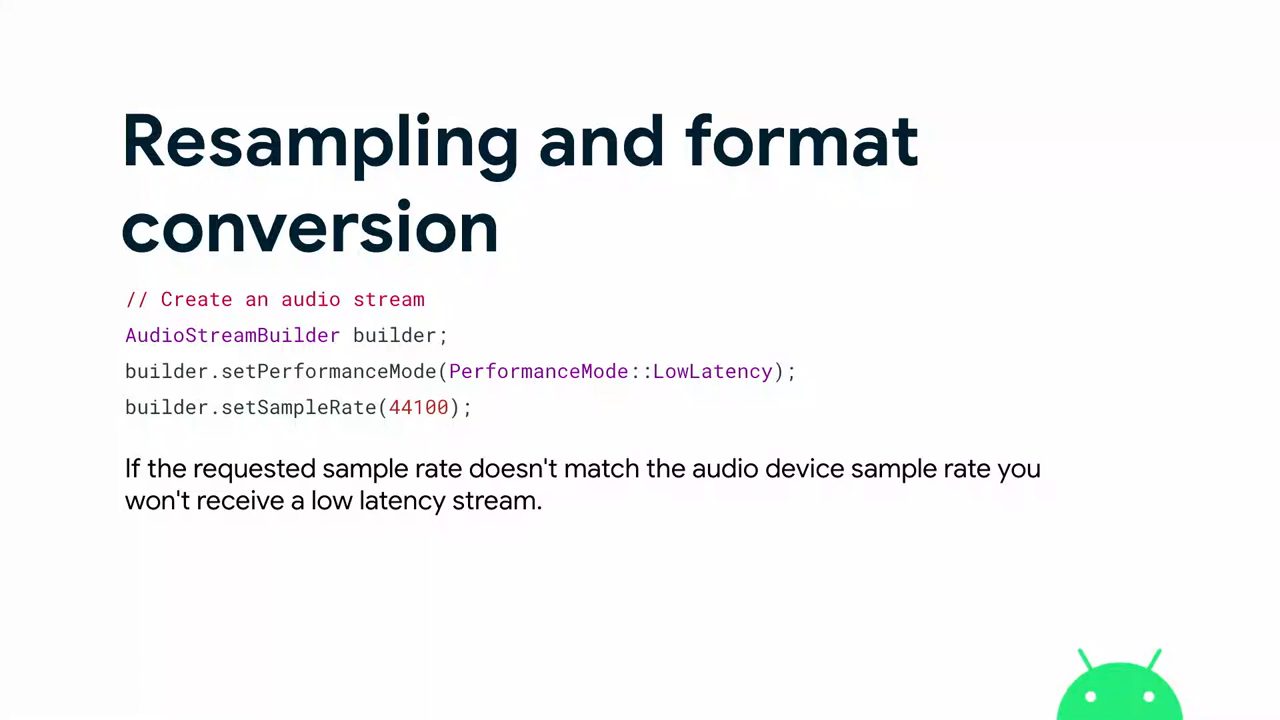 Resampling and format
conversion
// Create an audio stream
AudioStreamBuilder builder;
builder.setPerformanceMode(PerformanceMode::LowLatency);
builder.setSampleRate(44100);
If the requested sample rate doesn't match the audio device sample rate you
won't receive a low latency stream.